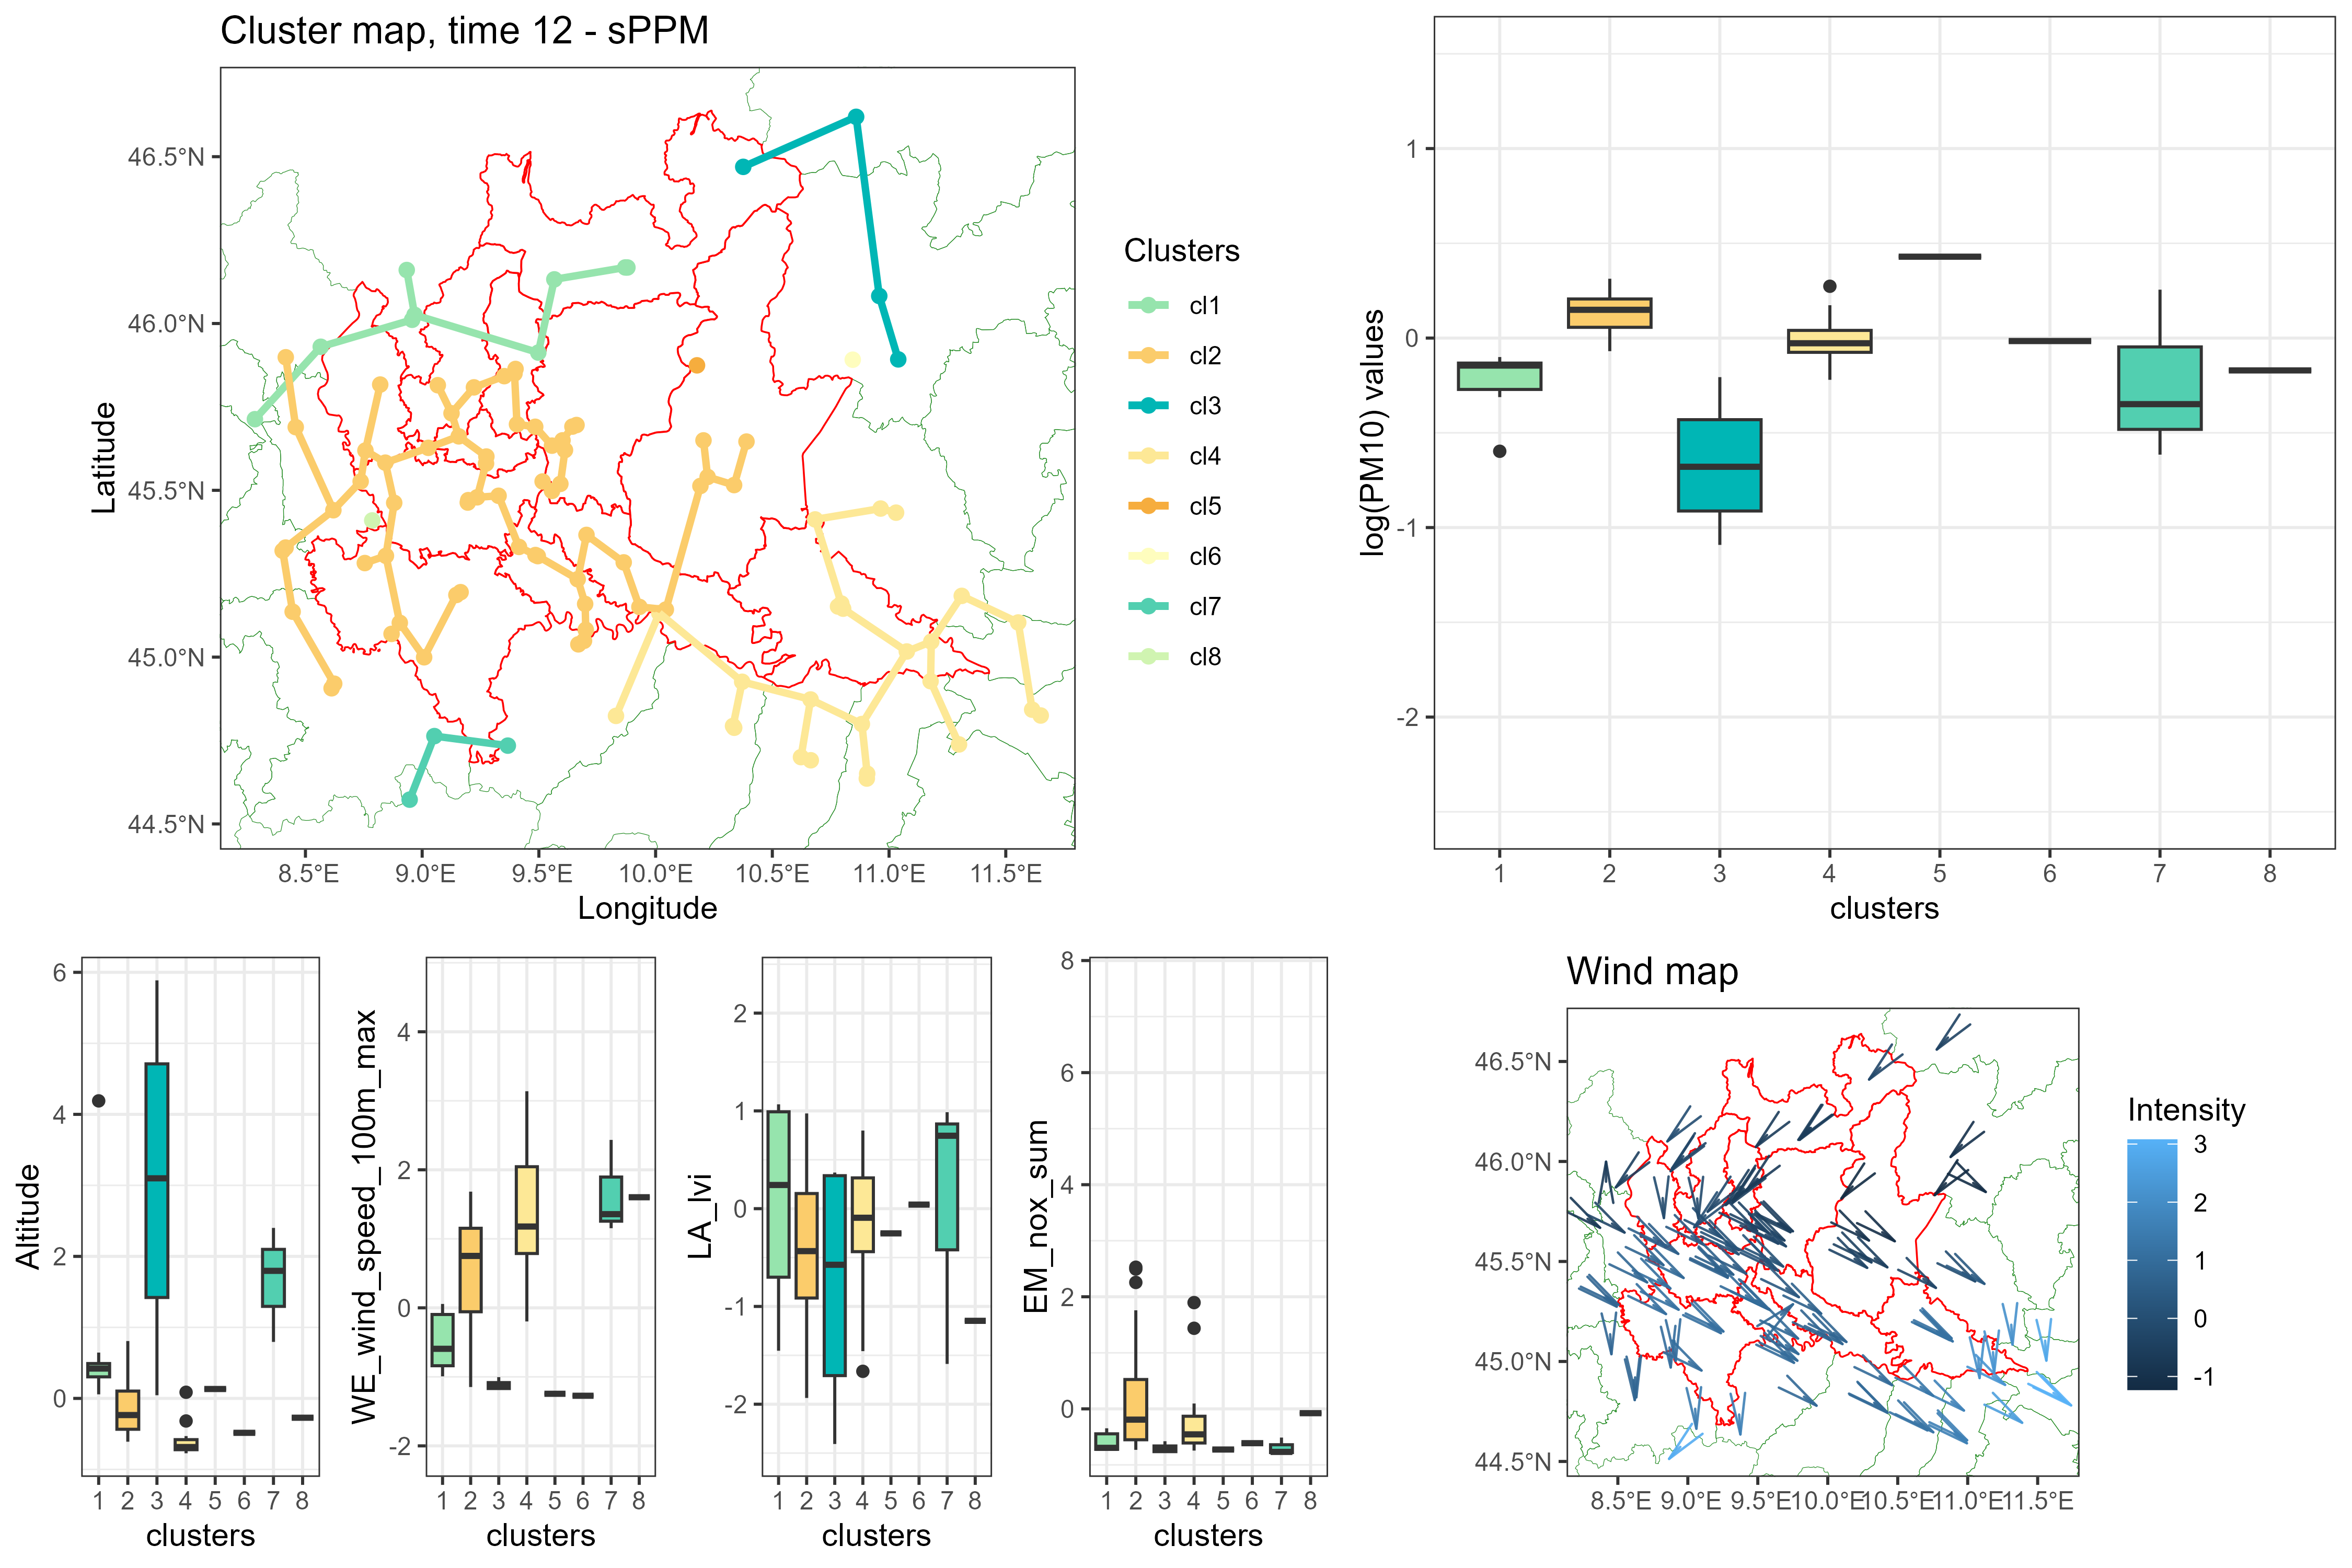 Cluster map, time 12 - sPPM
46.5°N
46.0°N
45.5°N
45.0°N
44.5°N
Latitude
8.5°E 9.0°E 9.5°E 10.0°E 10.5°E 11.0°E 11.5°E
Longitude
Clusters
cl1
cl2
cl3
cl4
cl5
cl6
cl7
cl8
log(PM10) values
1
0
-1
-2
1 2 3 4 5 6 7 8
clusters
Altitude
6
4
2
0
1 2 3 4 5 6 7 8
clusters
WE_wind_speed_100m_max
4
2
0
-2
1 2 3 4 5 6 7 8
clusters
LA_lvi
2
1
0
-1
-2
1 2 3 4 5 6 7 8
clusters
EM_nox_sum
8
6
4
2
0
1 2 3 4 5 6 7 8
clusters
Wind map
46.5°N
46.0°N
45.5°N
45.0°N
44.5°N
8.5°E 9.0°E 9.5°E 10.0°E 10.5°E 11.0°E 11.5°E
Intensity
3
2
1
0
-1